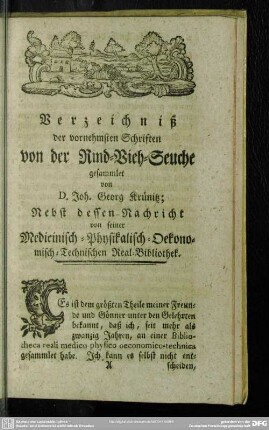 Verzeichniß
der vornehmsten Schriften
von der Rind-Vieh-Seuche
gesammlet
von
D. Joh. Georg Krünitz;
Nebst dessen Nachricht
von seiner
Medicinisch-Physikalisch-Oekono-
misch-Technischen Real-Bibliothek.
Es ist dem größten Theile meiner Freun-
de und Gönner unter den Gelehrten
bekannt, daß ich, seit mehr als
zwanzig Jahren, an einer Biblio-
theca reali medico physico oeconomico-technica
gesammlet habe. Ich kann es selbst nicht ent-
A scheiden,
DFG